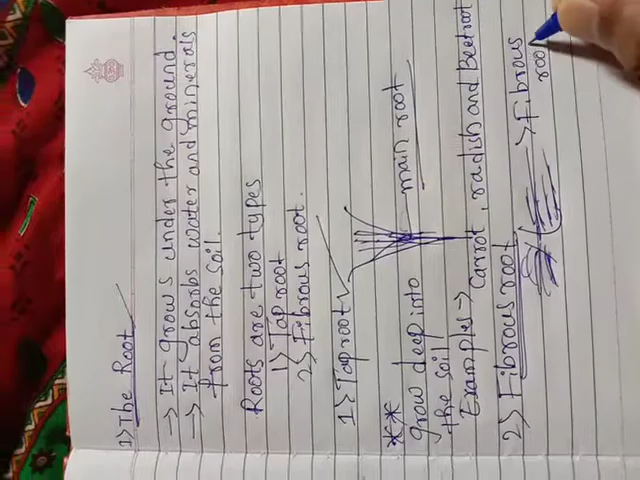 1) The Root
→ It grows under the ground.
→ It absorbs water and minerals
from the soil.
Roots are two types
1) Tap root
2) Fibrous root.
1) Tap root
main root
** grow deep into
the soil
Examples → Carrot, radish and Beetroot
2) Fibrous root
→ Fibrous
roo